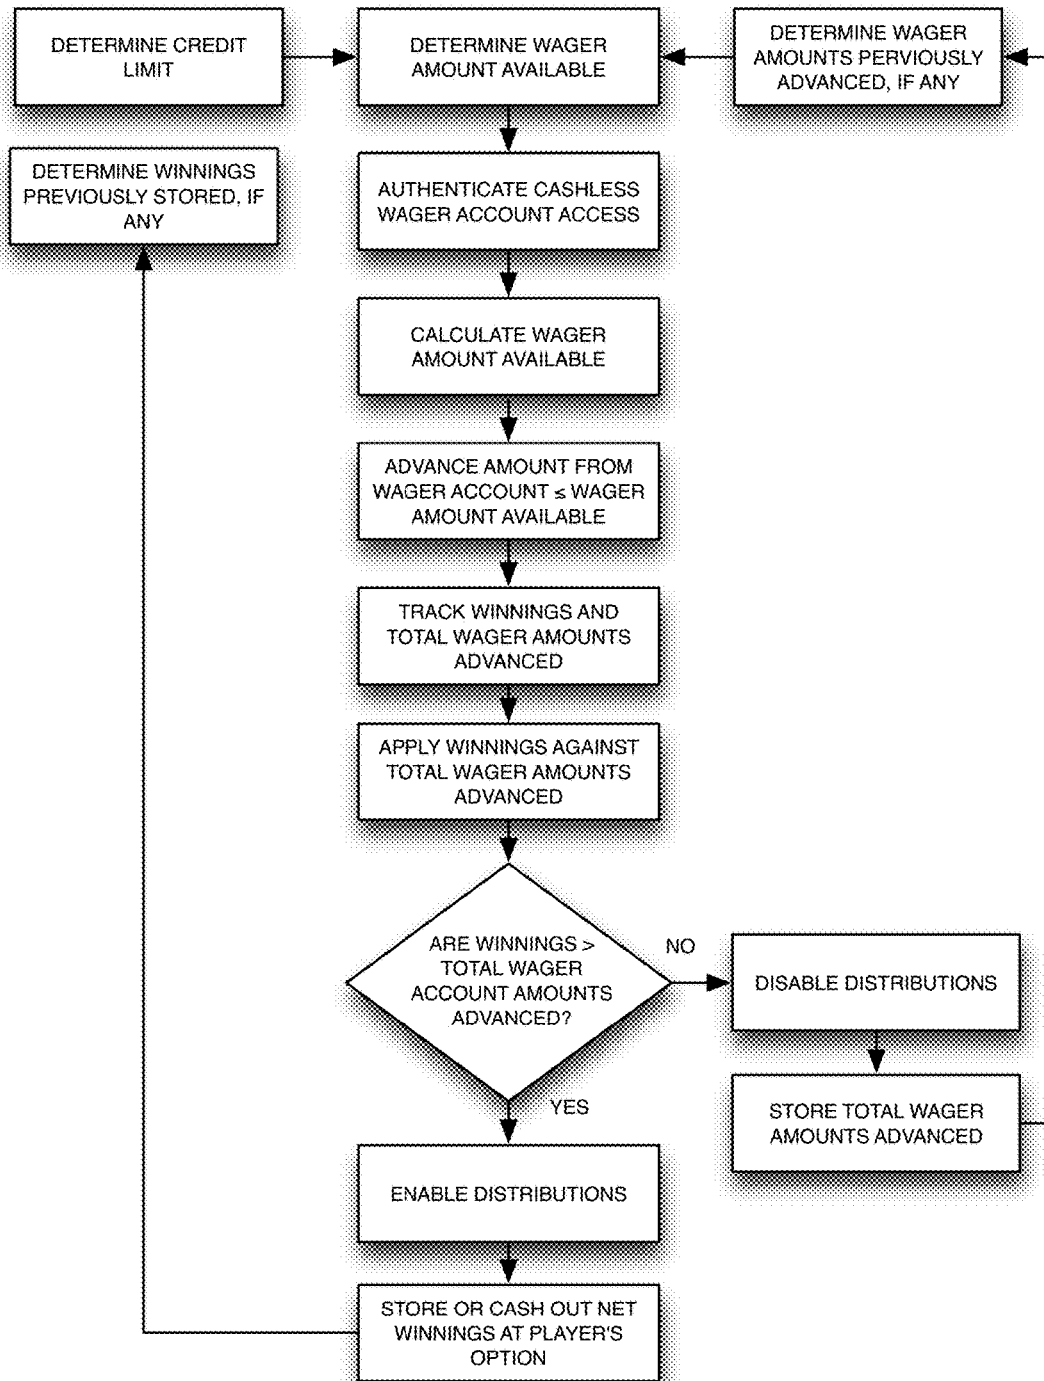 DETERMINE CREDIT
LIMIT
DETERMINE WAGER
AMOUNT AVAILABLE
DETERMINE WAGER
AMOUNTS PERVIOUSLY
ADVANCED, IF ANY
DETERMINE WINNINGS
PREVIOUSLY STORED, IF
ANY
AUTHENTICATE CASHLESS
WAGER ACCOUNT ACCESS
CALCULATE WAGER
AMOUNT AVAILABLE
ADVANCE AMOUNT FROM
WAGER ACCOUNT ≤ WAGER
AMOUNT AVAILABLE
TRACK WINNINGS AND
TOTAL WAGER AMOUNTS
ADVANCED
APPLY WINNINGS AGAINST
TOTAL WAGER AMOUNTS
ADVANCED
ARE WINNINGS >
TOTAL WAGER
ACCOUNT AMOUNTS
ADVANCED?
NO
DISABLE DISTRIBUTIONS
STORE TOTAL WAGER
AMOUNTS ADVANCED
YES
ENABLE DISTRIBUTIONS
STORE OR CASH OUT NET
WINNINGS AT PLAYER'S
OPTION